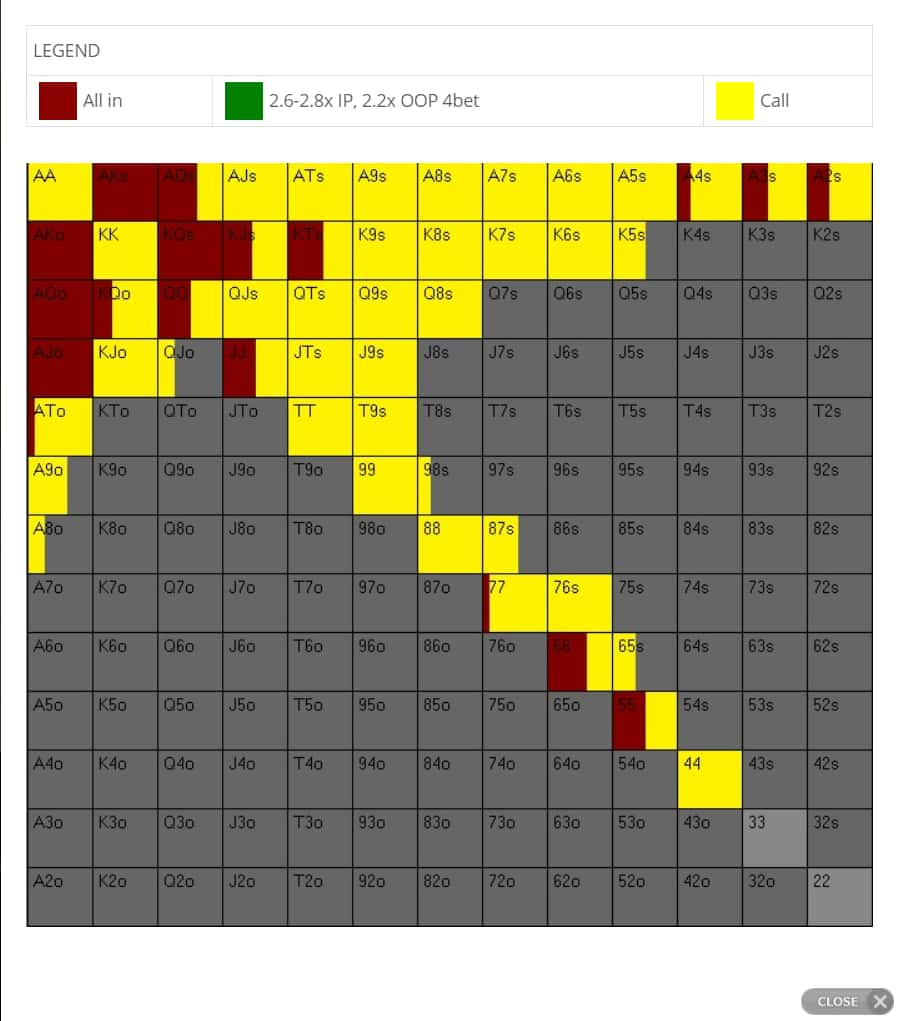 LEGEND
All in 2.6-2.8x IP, 2.2x OOP 4bet Call
AA AKs AQs AJs ATs A9s A8s A7s A6s A5s A4s A3s A2s
AKo KK KQs KJs KTs K9s K8s K7s K6s K5s K4s K3s K2s
AQo KQo QQ QJs QTs Q9s Q8s Q7s Q6s Q5s Q4s Q3s Q2s
AJo KJo QJo JJ JTs J9s J8s J7s J6s J5s J4s J3s J2s
ATo KTo QTo JTo TT T9s T8s T7s T6s T5s T4s T3s T2s
A9o K9o Q9o J9o T9o 99 98s 97s 96s 95s 94s 93s 92s
A8o K8o Q8o J8o T8o 98o 88 87s 86s 85s 84s 83s 82s
A7o K7o Q7o J7o T7o 97o 87o 77 76s 75s 74s 73s 72s
A6o K6o Q6o J6o T6o 96o 86o 76o 66 65s 64s 63s 62s
A5o K5o Q5o J5o T5o 95o 85o 75o 65o 55 54s 53s 52s
A4o K4o Q4o J4o T4o 94o 84o 74o 64o 54o 44 43s 42s
A3o K3o Q3o J3o T3o 93o 83o 73o 63o 53o 43o 33 32s
A2o K2o Q2o J2o T2o 92o 82o 72o 62o 52o 42o 32o 22
CLOSE